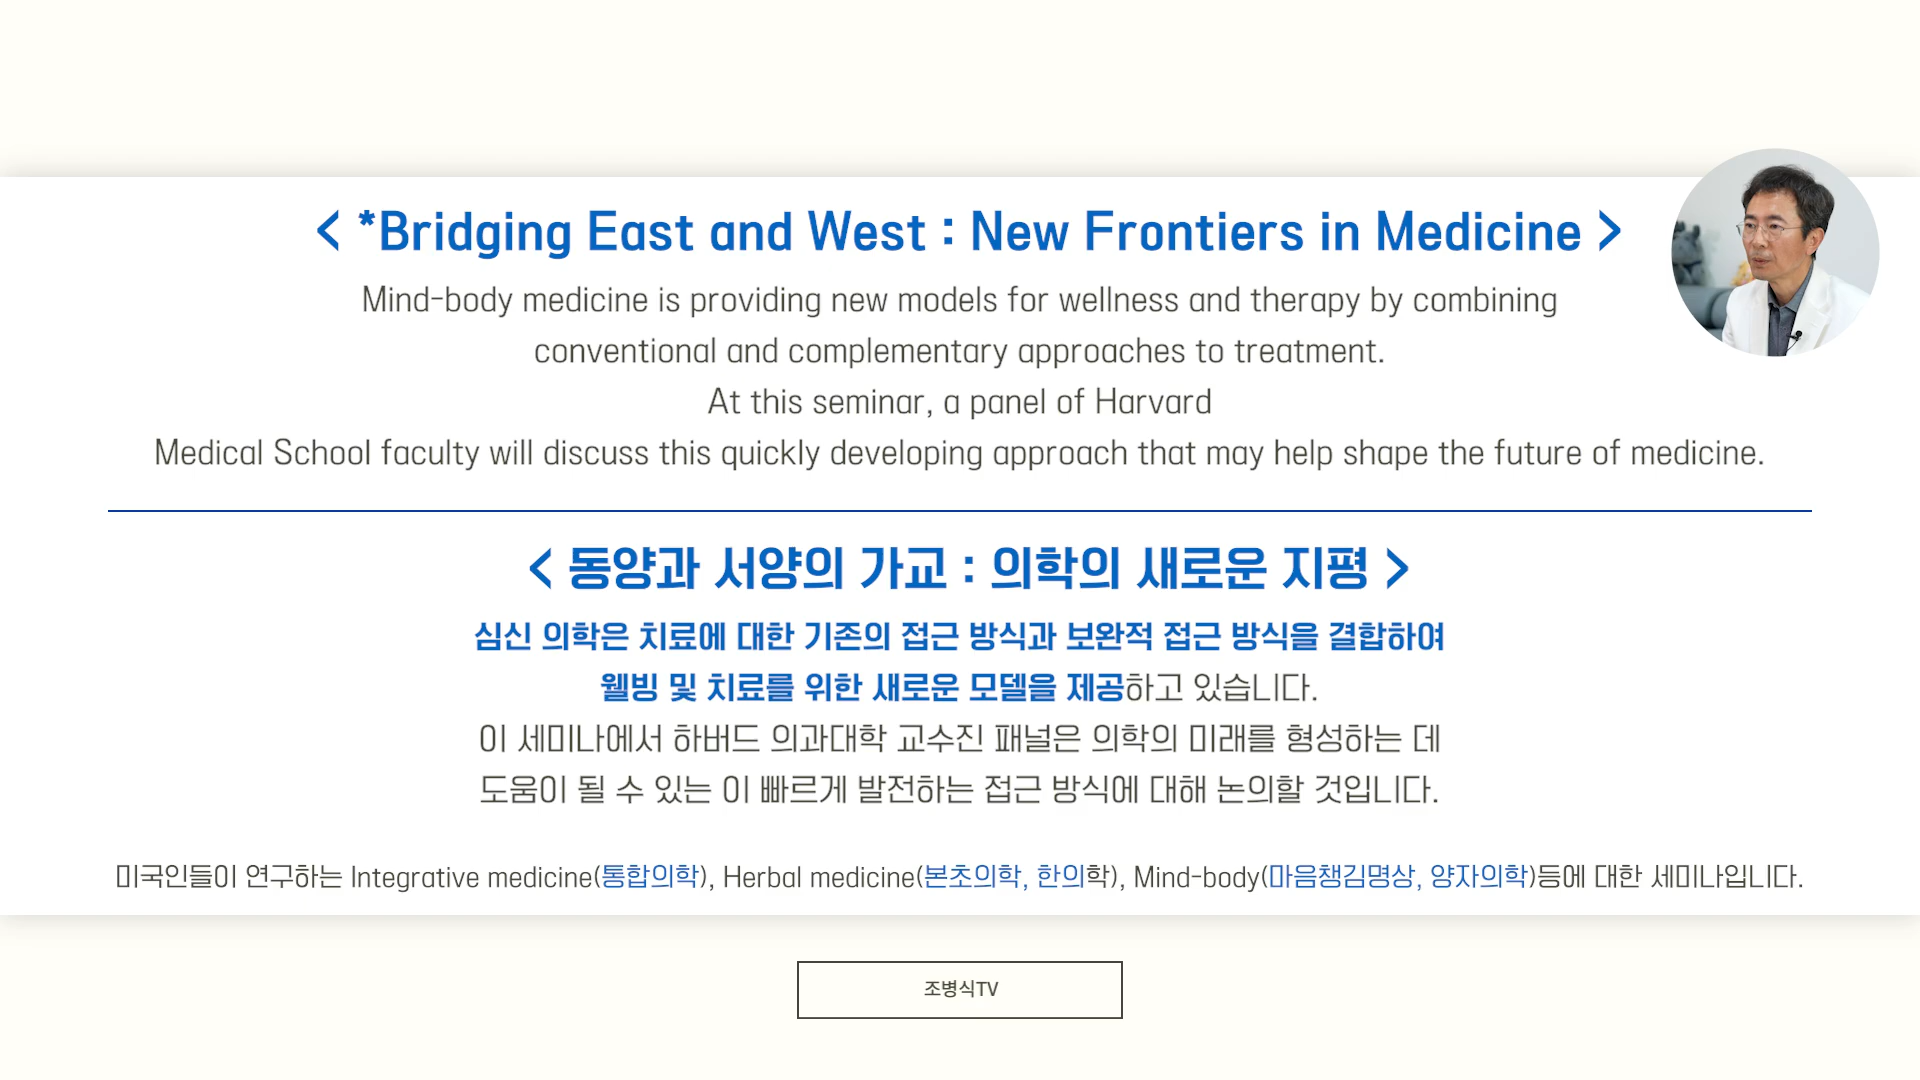 < *Bridging East and West : New Frontiers in Medicine >
Mind-body medicine is providing new models for wellness and therapy by combining
conventional and complementary approaches to treatment.
At this seminar, a panel of Harvard
Medical School faculty will discuss this quickly developing approach that may help shape the future of medicine.
< 동양과 서양의 가교 : 의학의 새로운 지평 >
심신 의학은 치료에 대한 기존의 접근 방식과 보완적 접근 방식을 결합하여
웰빙 및 치료를 위한 새로운 모델을 제공하고 있습니다.
이 세미나에서 하버드 의과대학 교수진 패널은 의학의 미래를 형성하는 데
도움이 될 수 있는 이 빠르게 발전하는 접근 방식에 대해 논의할 것입니다.
미국인들이 연구하는 Integrative medicine(통합의학), Herbal medicine(본초의학, 한의학), Mind-body(마음챙김명상, 양자의학)등에 대한 세미나입니다.
조병식TV